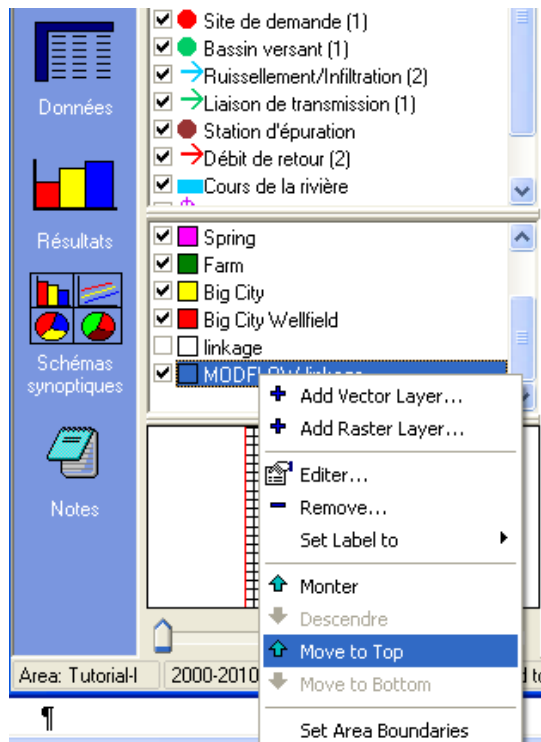 Données
Résultats
Schémas
synoptiques
Notes
Site de demande (1)
Bassin versant (1)
Ruissellement/Infiltration (2)
Liaison de transmission (1)
Station d'épuration
Débit de retour (2)
Cours de la rivière
Spring
Farm
Big City
Big City Wellfield
linkage
MODFLOW linkage
Add Vector Layer...
Add Raster Layer...
Editer...
Remove...
Set Label to
Monter
Descendre
Move to Top
Move to Bottom
Set Area Boundaries
Area: Tutorial-I
2000-2010
¶